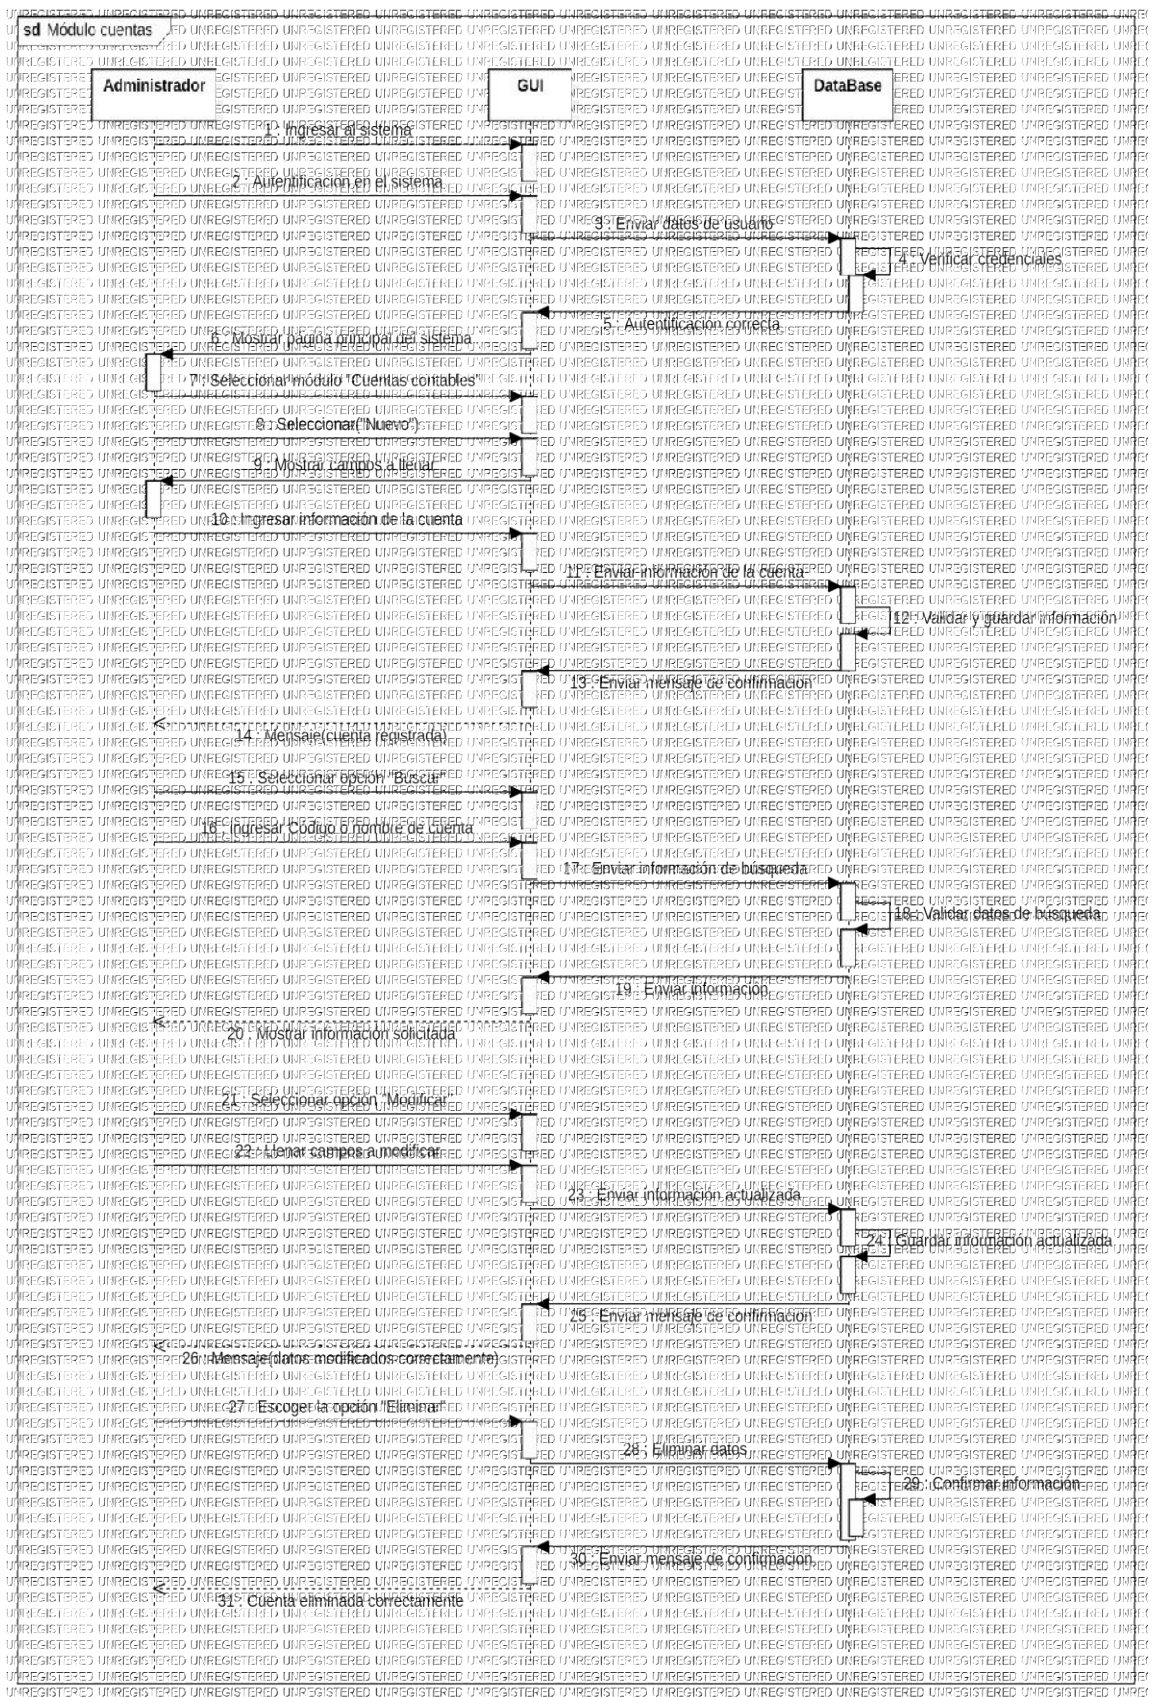 sd Módulo cuentas
Administrador
GUI
DataBase
1 : Ingresar al sistema
2 : Autentificación en el sistema
3 : Enviar datos de usuario
4 : Verificar credenciales
5 : Autentificación correcta
6 : Mostrar pagina principal del sistema
7 : Seleccionar módulo "Cuentas contables"
8 : Seleccionar("Nuevo")
9 : Mostrar campos a llenar
10 : Ingresar información de la cuenta
11 : Enviar información de la cuenta
12 : Validar y guardar información
13 : Enviar mensaje de confirmacion
14 : Mensaje(cuenta registrada)
15 : Seleccionar opción "Buscar"
16 : Ingresar Código o nombre de cuenta
17 : Enviar información de búsqueda
18 : Validar datos de búsqueda
19 : Enviar información
20 : Mostrar información solicitada
21 : Seleccionar opción "Modificar"
22 : Llenar campos a modificar
23 : Enviar información actualizada
24 : Guardar información actualizada
25 : Enviar mensaje de confirmacion
26 : Mensaje(datos modificados correctamente)
27 : Escoger la opción "Eliminar"
28 : Eliminar datos
29 : Confirmar información
30 : Enviar mensaje de confirmacion
31 : Cuenta eliminada correctamente